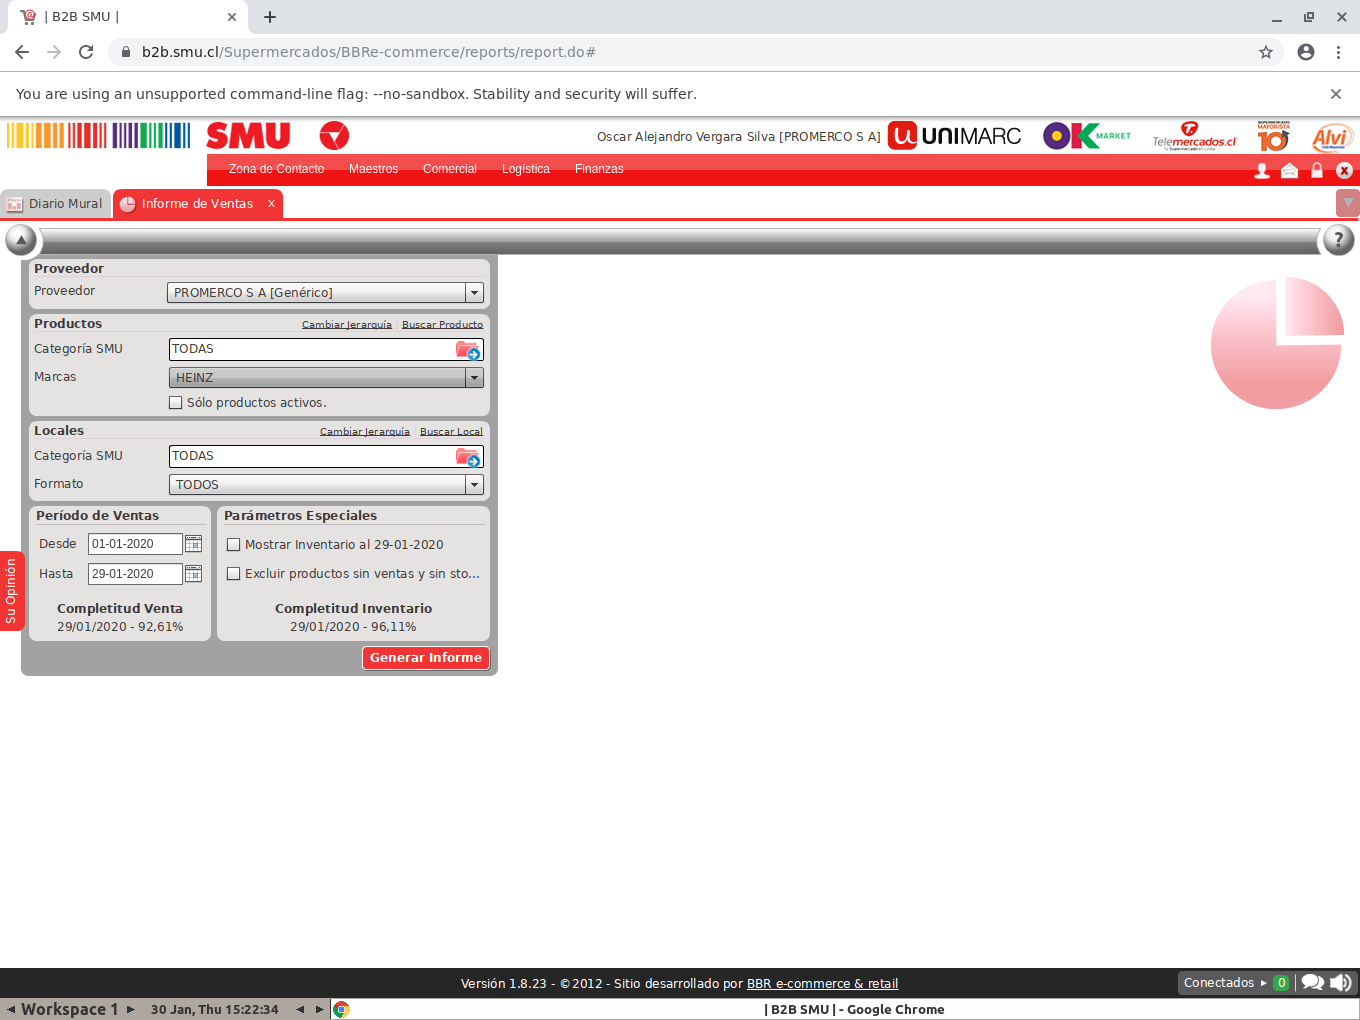 | B2B SMU |
b2b.smu.cl/Supermercados/BBRe-commerce/reports/report.do#
You are using an unsupported command-line flag: --no-sandbox. Stability and security will suffer.
SMU
Oscar Alejandro Vergara Silva [PROMERCO S A]
UNIMARC
OK MARKET
Telemercados.cl
SUPERMERCADOS MAYORISTA 10
Alvi
Zona de Contacto Maestros Comercial Logística Finanzas
Diario Mural
Informe de Ventas x
?
Proveedor
Proveedor PROMERCO S A [Genérico]
Productos Cambiar Jerarquía | Buscar Producto
Categoría SMU TODAS
Marcas HEINZ
Sólo productos activos.
Locales Cambiar Jerarquía | Buscar Local
Categoría SMU TODAS
Formato TODOS
Período de Ventas
Desde 01-01-2020
Hasta 29-01-2020
Completitud Venta
29/01/2020 - 92,61%
Parámetros Especiales
Mostrar Inventario al 29-01-2020
Excluir productos sin ventas y sin sto...
Completitud Inventario
29/01/2020 - 96,11%
Su Opinión
Generar Informe
Versión 1.8.23 - ©2012 - Sitio desarrollado por BBR e-commerce & retail
Conectados ▸ 0
Workspace 1
30 Jan, Thu 15:22:34
| B2B SMU | - Google Chrome